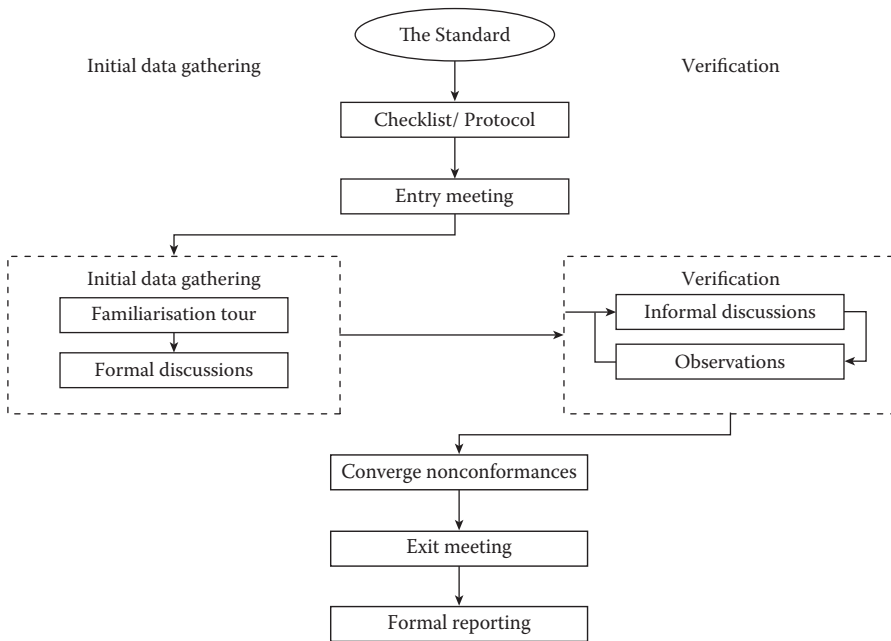 The Standard
Initial data gathering
Verification
Checklist/ Protocol
Entry meeting
Initial data gathering
Familiarisation tour
Formal discussions
Verification
Informal discussions
Observations
Converge nonconformances
Exit meeting
Formal reporting